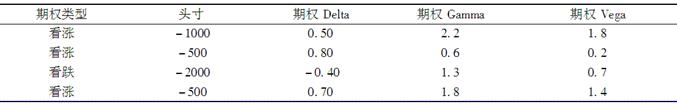 期权类型 头寸 期权 Delta 期权 Gamma 期权 Vega
看涨 -1000 0.50 2.2 1.8
看涨 -500 0.80 0.6 0.2
看跌 -2000 -0.40 1.3 0.7
看涨 -500 0.70 1.8 1.4